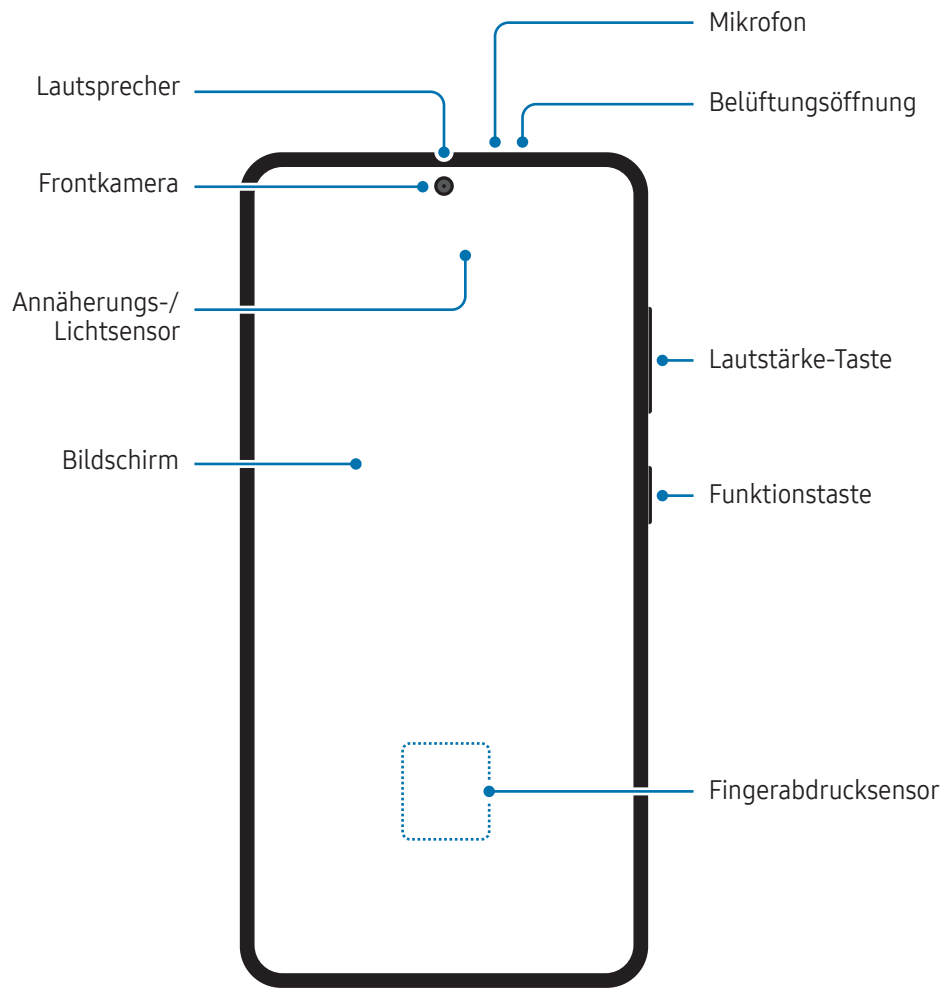 Mikrofon
Lautsprecher
Belüftungsöffnung
Frontkamera
Annäherungs-/
Lichtsensor
Lautstärke-Taste
Bildschirm
Funktionstaste
Fingerabdrucksensor